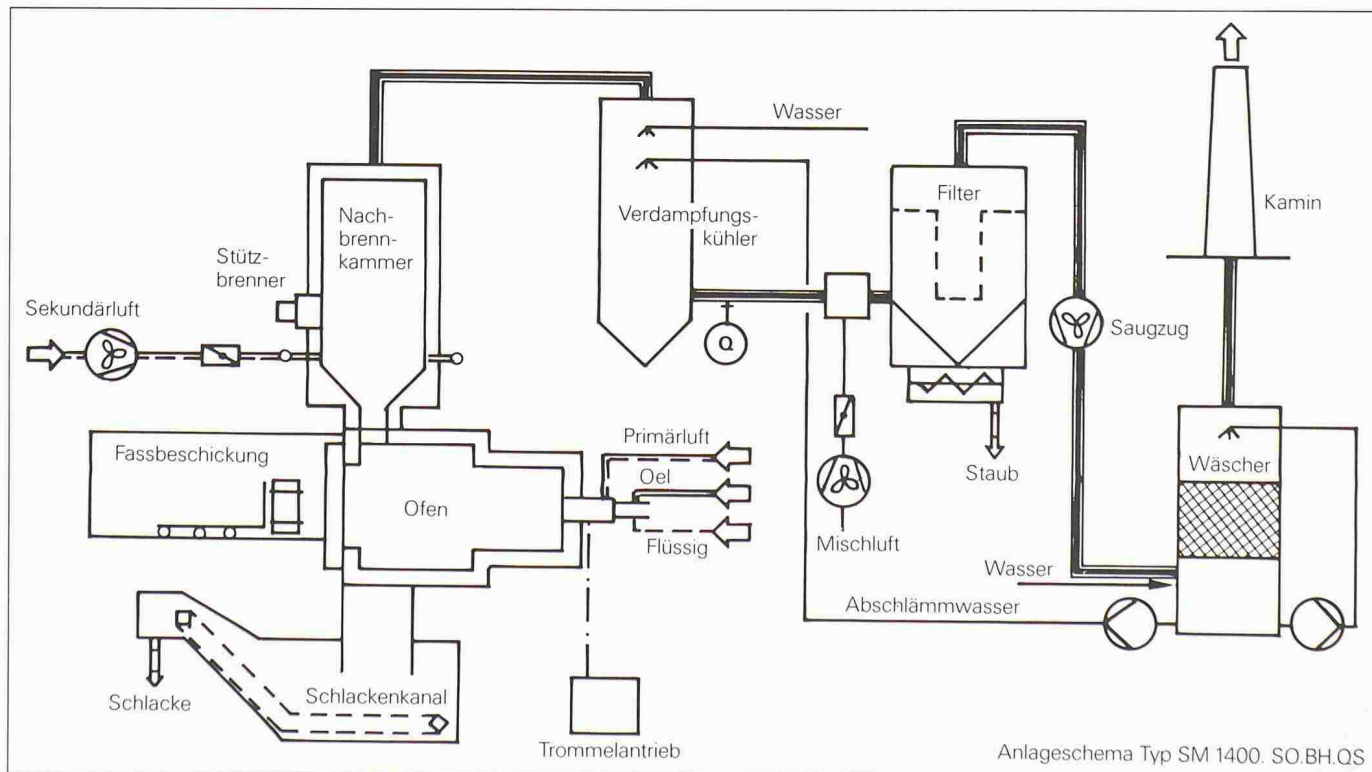 Wasser
Filter
Kamin
Nach-
brenn-
kammer
Verdampfungs-
kühler
Stütz-
brenner
Sekundärluft
Saugzug
Q
Fassbeschickung
Primärluft
Oel
Flüssig
Ofen
Staub
Mischluft
Wäscher
Wasser
Abschlämmwasser
Schlacke
Schlackenkanal
Trommelantrieb
Anlageschema Typ SM 1400. SO.BH.QS